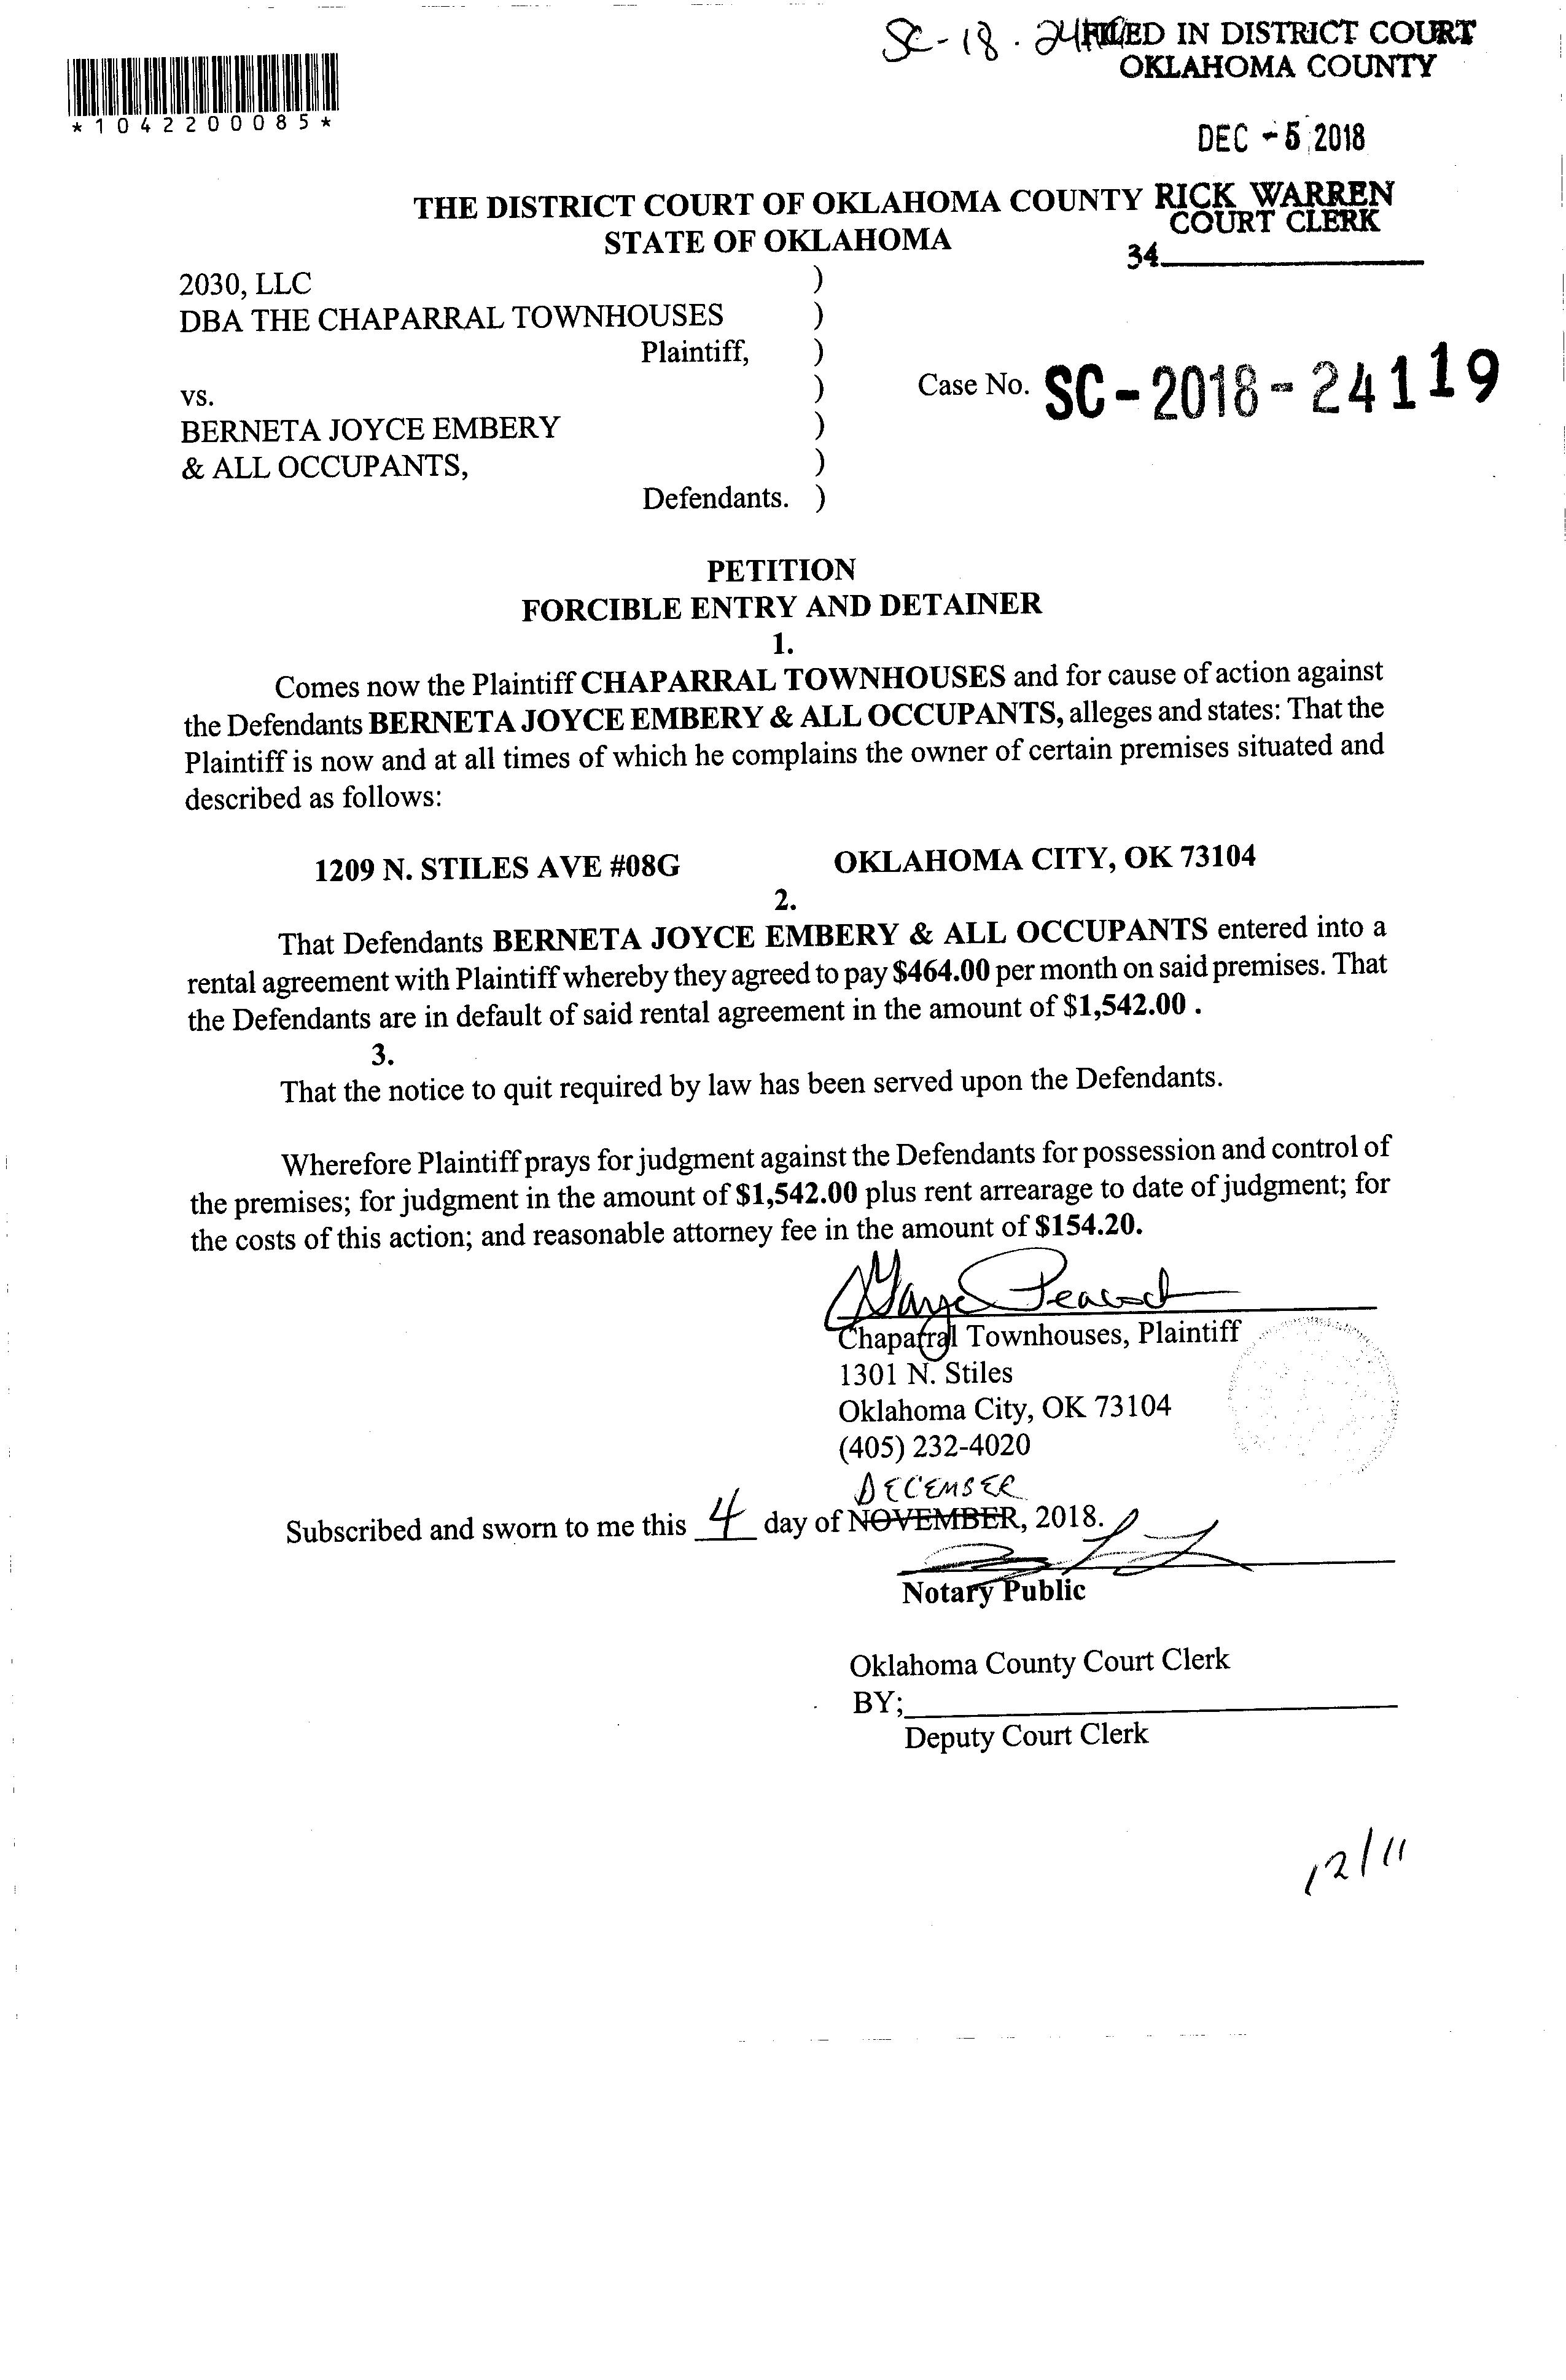 SC-18-24
FILED IN DISTRICT COURT
OKLAHOMA COUNTY
*1042200085*
DEC -5 2018
RICK WARREN
COURT CLERK
34
THE DISTRICT COURT OF OKLAHOMA COUNTY
STATE OF OKLAHOMA
2030, LLC )
DBA THE CHAPARRAL TOWNHOUSES )
Plaintiff, )
vs. )
Case No. SC-2018-24119
BERNETA JOYCE EMBERY )
& ALL OCCUPANTS, )
Defendants. )
PETITION
FORCIBLE ENTRY AND DETAINER
1.
Comes now the Plaintiff CHAPARRAL TOWNHOUSES and for cause of action against
the Defendants BERNETA JOYCE EMBERY & ALL OCCUPANTS, alleges and states: That the
Plaintiff is now and at all times of which he complains the owner of certain premises situated and
described as follows:
1209 N. STILES AVE #08G OKLAHOMA CITY, OK 73104
2.
That Defendants BERNETA JOYCE EMBERY & ALL OCCUPANTS entered into a
rental agreement with Plaintiff whereby they agreed to pay $464.00 per month on said premises. That
the Defendants are in default of said rental agreement in the amount of $1,542.00 .
3.
That the notice to quit required by law has been served upon the Defendants.
Wherefore Plaintiff prays for judgment against the Defendants for possession and control of
the premises; for judgment in the amount of $1,542.00 plus rent arrearage to date of judgment; for
the costs of this action; and reasonable attorney fee in the amount of $154.20.
Gaye Peacock
Chaparral Townhouses, Plaintiff
1301 N. Stiles
Oklahoma City, OK 73104
(405) 232-4020
DECEMBER
Subscribed and sworn to me this 4 day of NOVEMBER, 2018.
Notary Public
Oklahoma County Court Clerk
BY;
Deputy Court Clerk
12/11